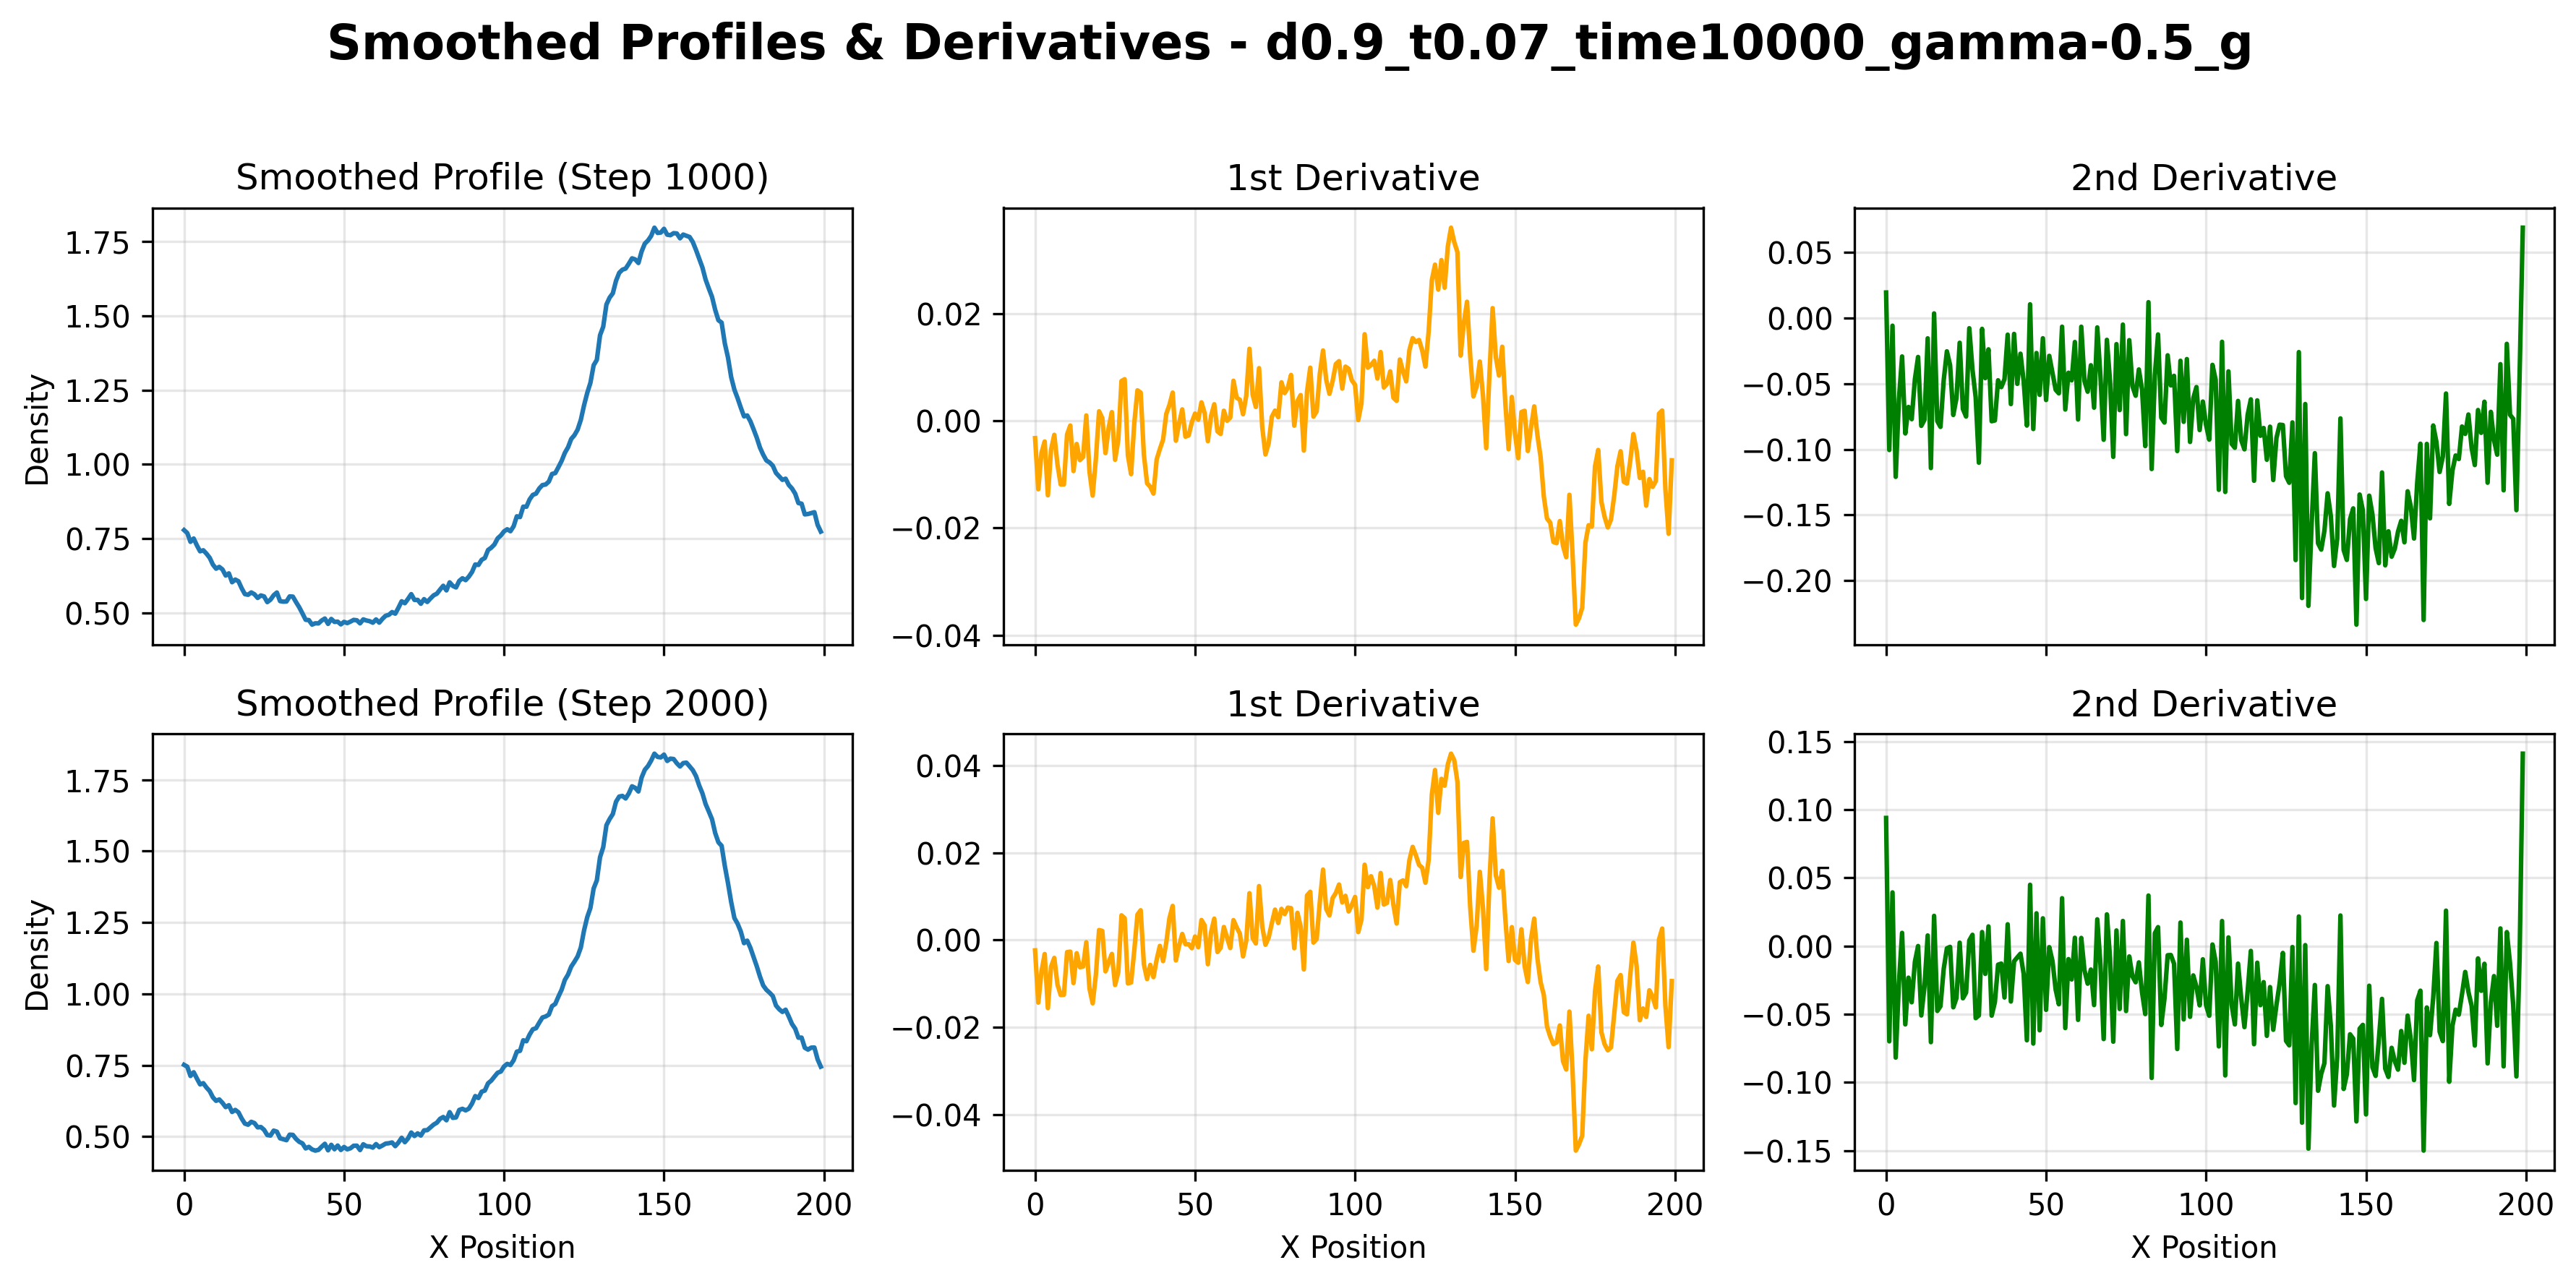 Smoothed Profiles & Derivatives - d0.9_t0.07_time10000_gamma-0.5_g
Smoothed Profile (Step 1000)
1.75
1.50
1.25
1.00
0.75
0.50
Density
1st Derivative
0.02
0.00
−0.02
−0.04
2nd Derivative
0.05
0.00
−0.05
−0.10
−0.15
−0.20
Smoothed Profile (Step 2000)
1.75
1.50
1.25
1.00
0.75
0.50
Density
0 50 100 150 200
X Position
1st Derivative
0.04
0.02
0.00
−0.02
−0.04
0 50 100 150 200
X Position
2nd Derivative
0.15
0.10
0.05
0.00
−0.05
−0.10
−0.15
0 50 100 150 200
X Position